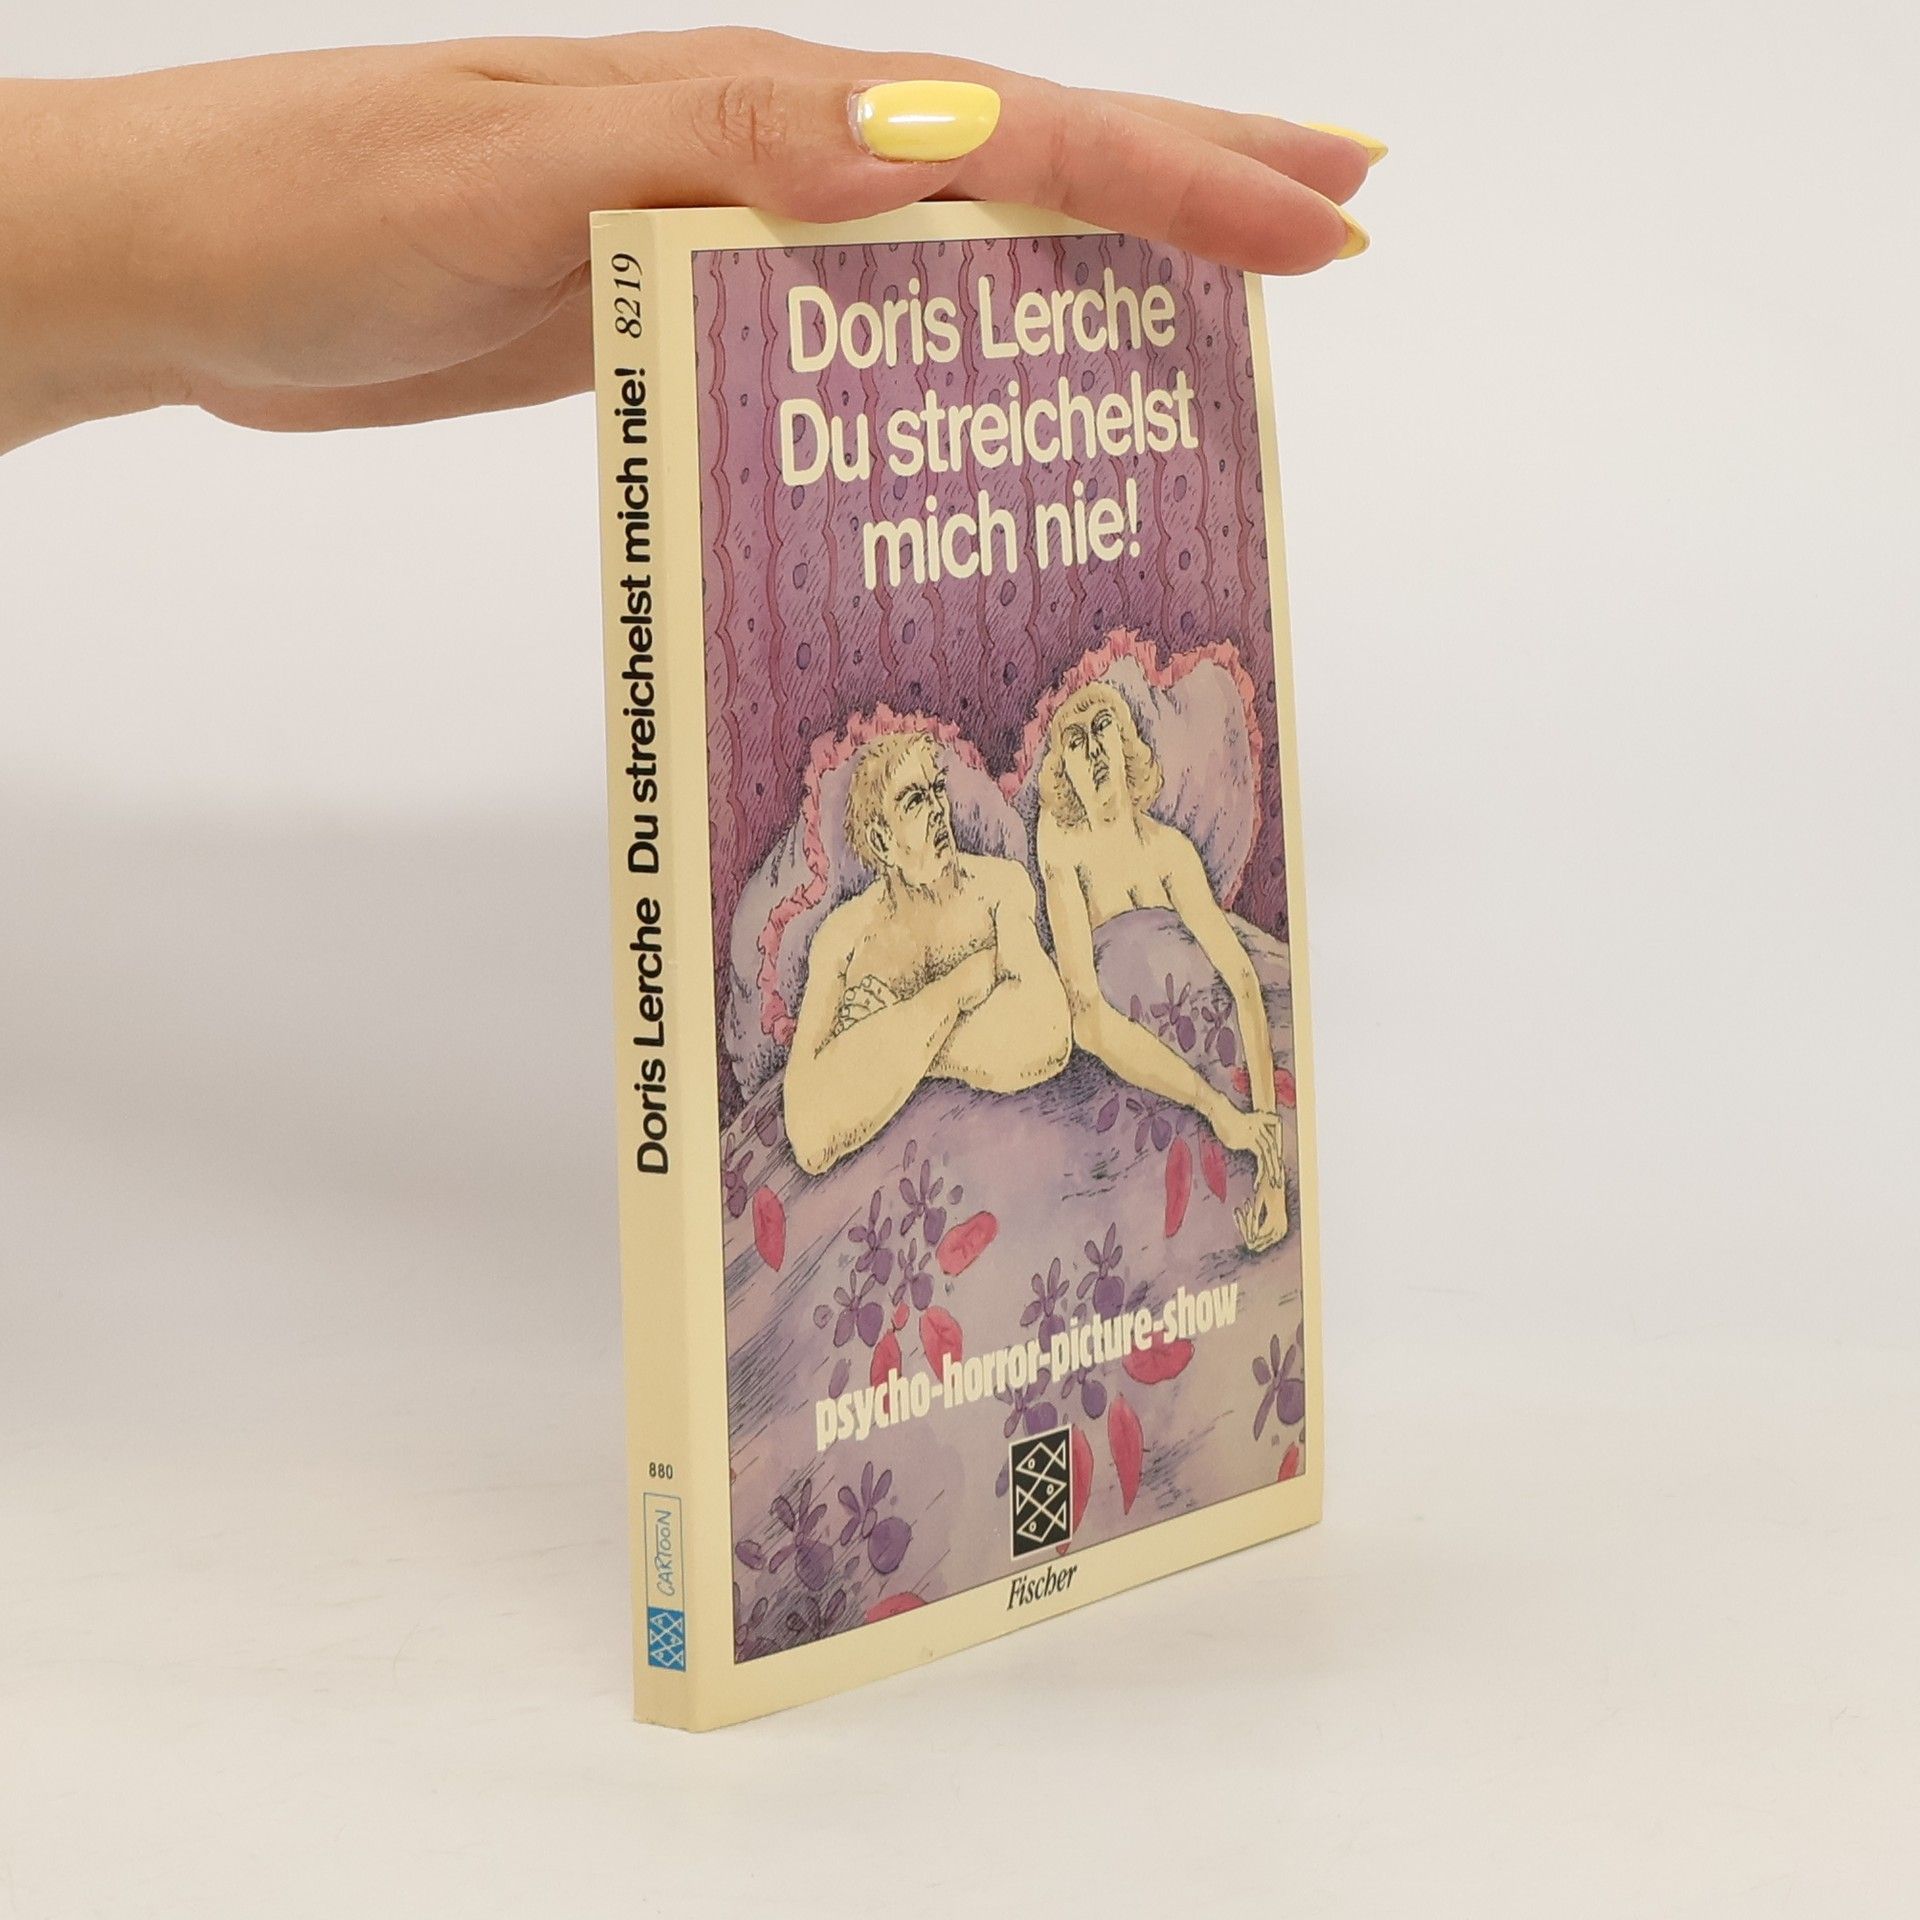 Doris Lerche
Du streichelst
mich nie!
psycho-horror-picture-show
Fischer
Doris Lerche Du streichelst mich nie! 8219
880
CARTOON